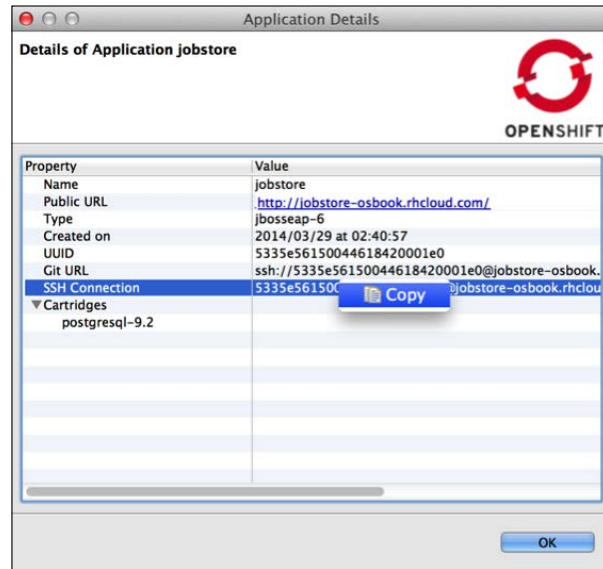 Application Details
Details of Application jobstore
OPENSHIFT
Property Value
Name jobstore
Public URL http://jobstore-osbook.rhcloud.com/
Type jbosseap-6
Created on 2014/03/29 at 02:40:57
UUID 5335e56150044618420001e0
Git URL ssh://5335e56150044618420001e0@jobstore-osbook.
SSH Connection 5335e56150 Copy @jobstore-osbook.rhclou
Cartridges
postgresql-9.2
OK